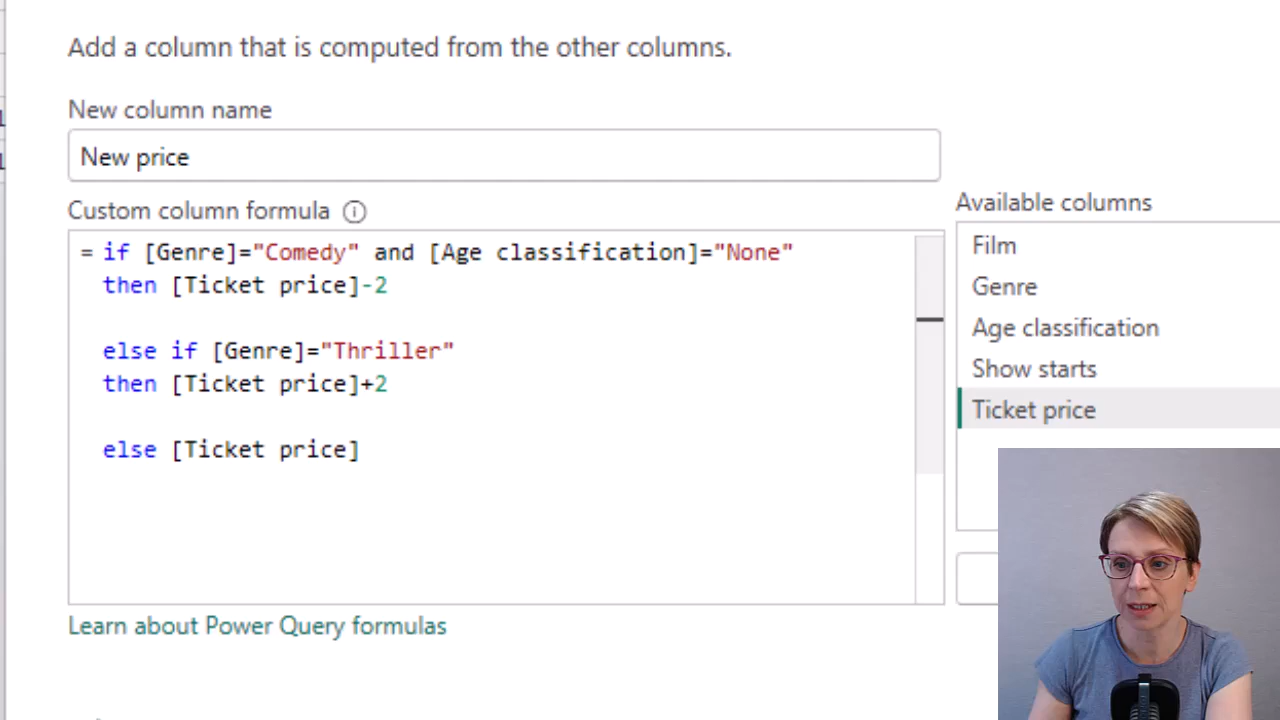 Add a column that is computed from the other columns.
New column name
New price
Custom column formula
= if [Genre]="Comedy" and [Age classification]="None"
then [Ticket price]-2
else if [Genre]="Thriller"
then [Ticket price]+2
else [Ticket price]
Learn about Power Query formulas
Available columns
Film
Genre
Age classification
Show starts
Ticket price